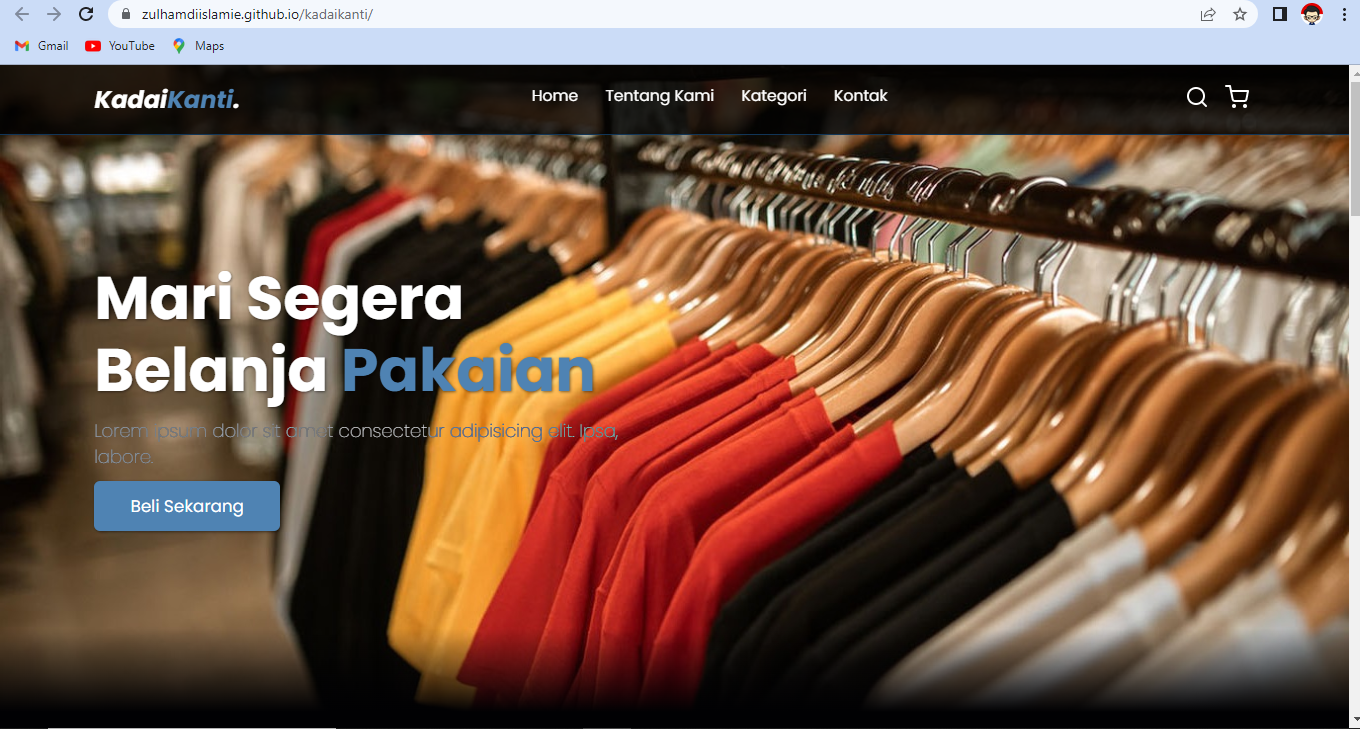 zulhamdiislamie.github.io/kadaikanti/
Gmail YouTube Maps
KadaiKanti. Home Tentang Kami Kategori Kontak
Mari Segera
Belanja Pakaian
Lorem ipsum dolor sit amet consectetur adipisicing elit. Ipsa,
labore.
Beli Sekarang